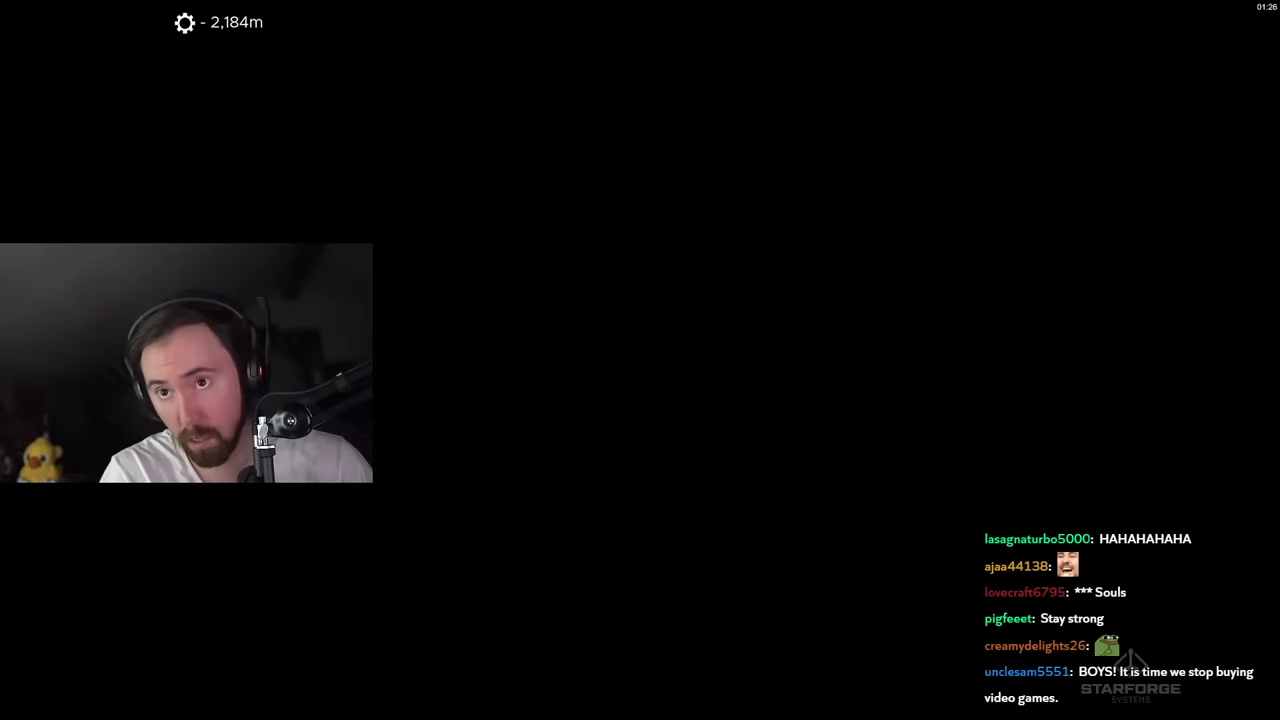 - 2,184m
01:26
lasagnaturbo5000: HAHAHAHAHA
ajaa44138:
lovecraft6795: *** Souls
pigfeeet: Stay strong
creamydelights26:
unclesam5551: BOYS! It is time we stop buying
video games.
STARFORGE
SYSTEMS